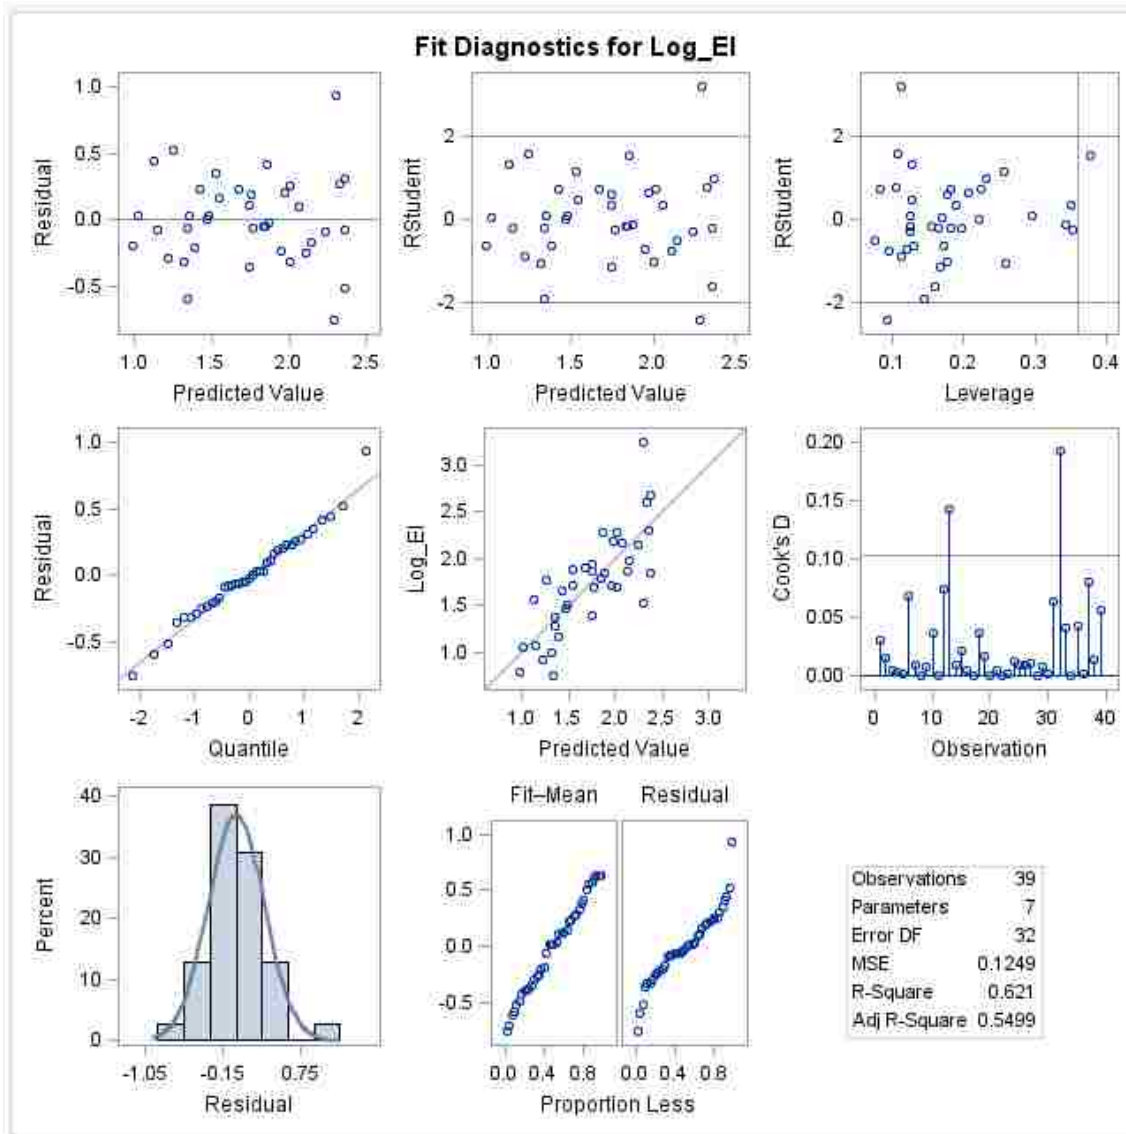 Fit Diagnostics for Log_EI
Residual
1.0
0.5
0.0
-0.5
1.0 1.5 2.0 2.5
Predicted Value
RStudent
2
0
-2
1.0 1.5 2.0 2.5
Predicted Value
RStudent
2
0
-2
0.1 0.2 0.3 0.4
Leverage
Residual
1.0
0.5
0.0
-0.5
-2 -1 0 1 2
Quantile
Log_EI
3.0
2.5
2.0
1.5
1.0
1.0 1.5 2.0 2.5 3.0
Predicted Value
Cook's D
0.20
0.15
0.10
0.05
0.00
0 10 20 30 40
Observation
Percent
40
30
20
10
0
-1.05 -0.15 0.75
Residual
Fit–Mean Residual
1.0
0.5
0.0
-0.5
0.0 0.4 0.8 0.0 0.4 0.8
Proportion Less
Observations 39
Parameters 7
Error DF 32
MSE 0.1249
R-Square 0.621
Adj R-Square 0.5499